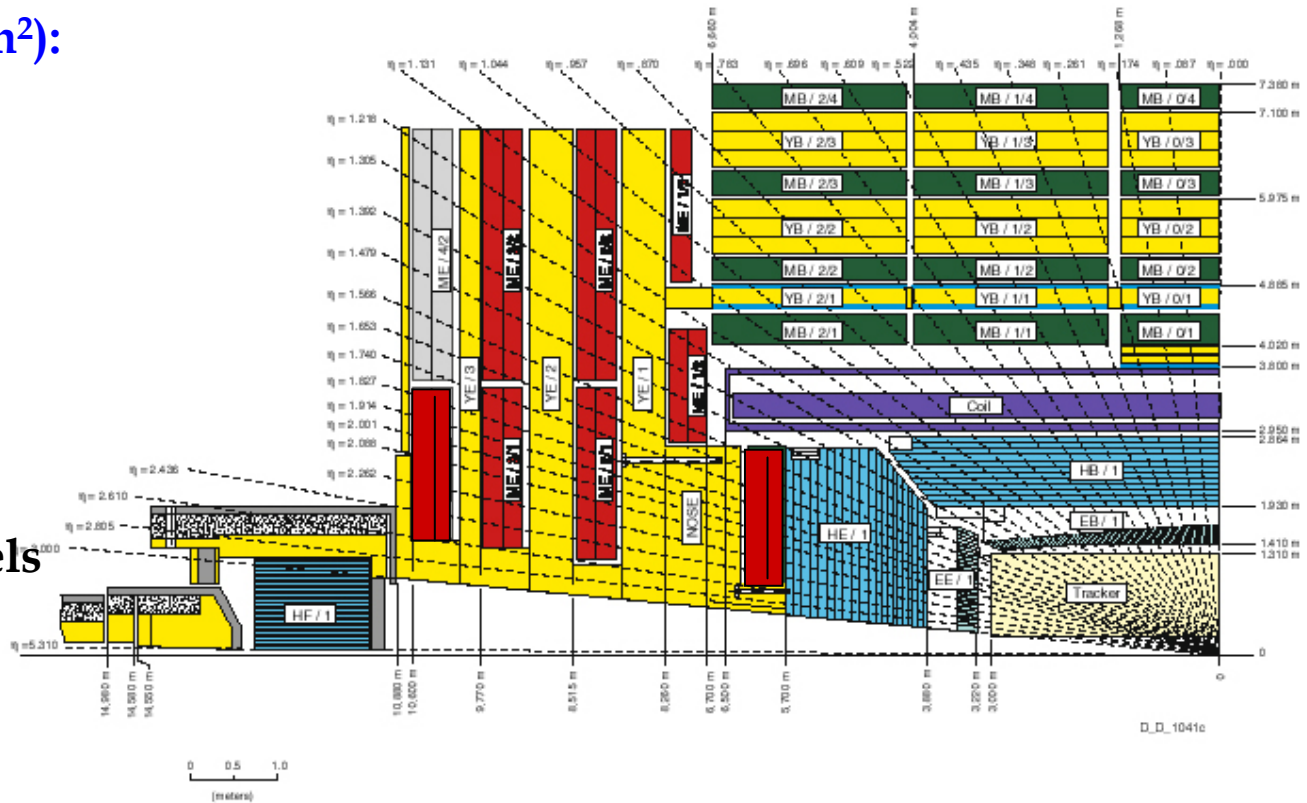 m²):
6,660 m
4,004 m
1,268 m
η = 1.131
η = 1.044
η = .957
η = .870
η = .783
η = .696
η = .609
η = .522
η = .435
η = .348
η = .261
η = .174
η = .087
η = .000
7.380 m
MB / 2/4
MB / 1/4
MB / 0/4
7.100 m
η = 1.218
YB / 2/3
YB / 1/3
YB / 0/3
η = 1.305
MB / 2/3
MB / 1/3
MB / 0/3
5.975 m
η = 1.392
YB / 2/2
YB / 1/2
YB / 0/2
ME / 4/2
η = 1.479
MB / 2/2
MB / 1/2
MB / 0/2
4.885 m
η = 1.566
YB / 2/1
YB / 1/1
YB / 0/1
η = 1.653
MB / 2/1
MB / 1/1
MB / 0/1
4.020 m
η = 1.740
3.800 m
YE / 3
YE / 2
YE / 1
η = 1.827
η = 1.914
Coil
η = 2.001
2.950 m
2.864 m
η = 2.088
η = 2.262
η = 2.436
HB / 1
η = 2.610
1.930 m
η = 2.805
NOSE
HE / 1
EB / 1
1.410 m
1.310 m
els
EE / 1
Tracker
HF / 1
η = 5.310
0
14,980 m
14,580 m
14,550 m
10,880 m
10,600 m
9,770 m
8,515 m
6,700 m
6,500 m
5,700 m
3,880 m
3,220 m
3,000 m
0
D_D_1041c
0 0.5 1.0
(meters)